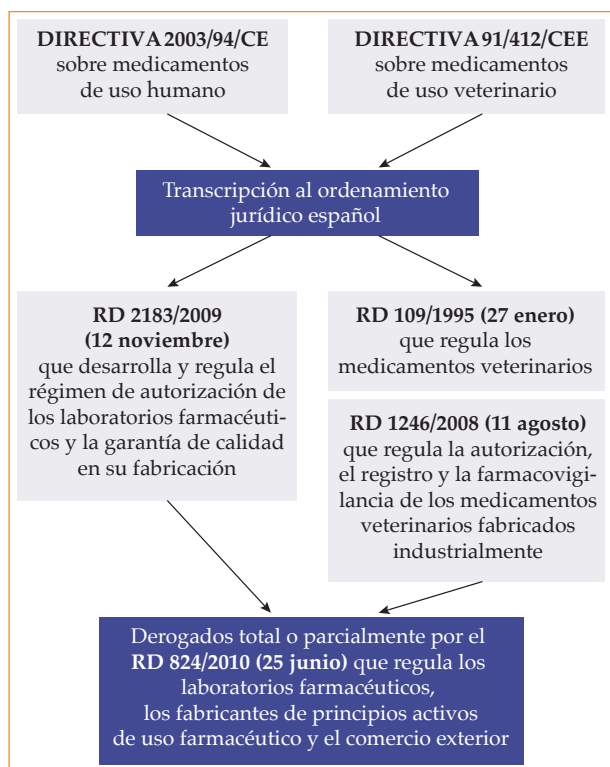 DIRECTIVA 2003/94/CE
sobre medicamentos
de uso humano
DIRECTIVA 91/412/CEE
sobre medicamentos
de uso veterinario
Transcripción al ordenamiento
jurídico español
RD 2183/2009
(12 noviembre)
que desarrolla y regula el
régimen de autorización de
los laboratorios farmacéuti-
cos y la garantía de calidad
en su fabricación
RD 109/1995 (27 enero)
que regula los
medicamentos veterinarios
RD 1246/2008 (11 agosto)
que regula la autorización,
el registro y la farmacovigi-
lancia de los medicamentos
veterinarios fabricados
industrialmente
Derogados total o parcialmente por el
RD 824/2010 (25 junio) que regula los
laboratorios farmacéuticos,
los fabricantes de principios activos
de uso farmacéutico y el comercio exterior